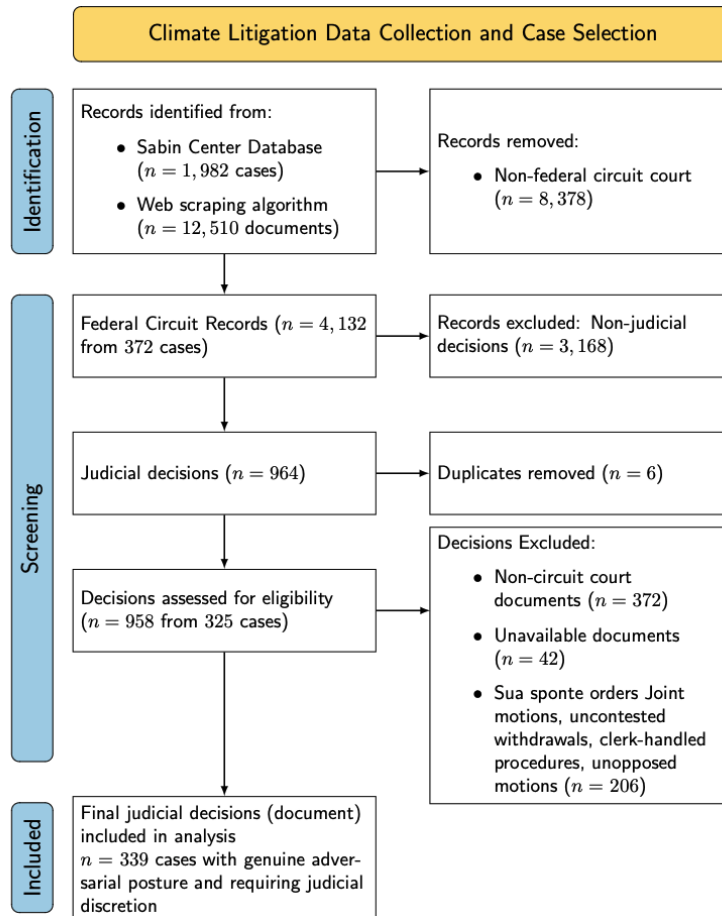 Climate Litigation Data Collection and Case Selection
Identification
Records identified from:
• Sabin Center Database
(n = 1,982 cases)
• Web scraping algorithm
(n = 12,510 documents)
Records removed:
• Non-federal circuit court
(n = 8,378)
Screening
Federal Circuit Records (n = 4,132
from 372 cases)
Records excluded: Non-judicial
decisions (n = 3,168)
Judicial decisions (n = 964)
Duplicates removed (n = 6)
Decisions assessed for eligibility
(n = 958 from 325 cases)
Decisions Excluded:
• Non-circuit court
documents (n = 372)
• Unavailable documents
(n = 42)
• Sua sponte orders Joint
motions, uncontested
withdrawals, clerk-handled
procedures, unopposed
motions (n = 206)
Included
Final judicial decisions (document)
included in analysis
n = 339 cases with genuine adver-
sarial posture and requiring judicial
discretion